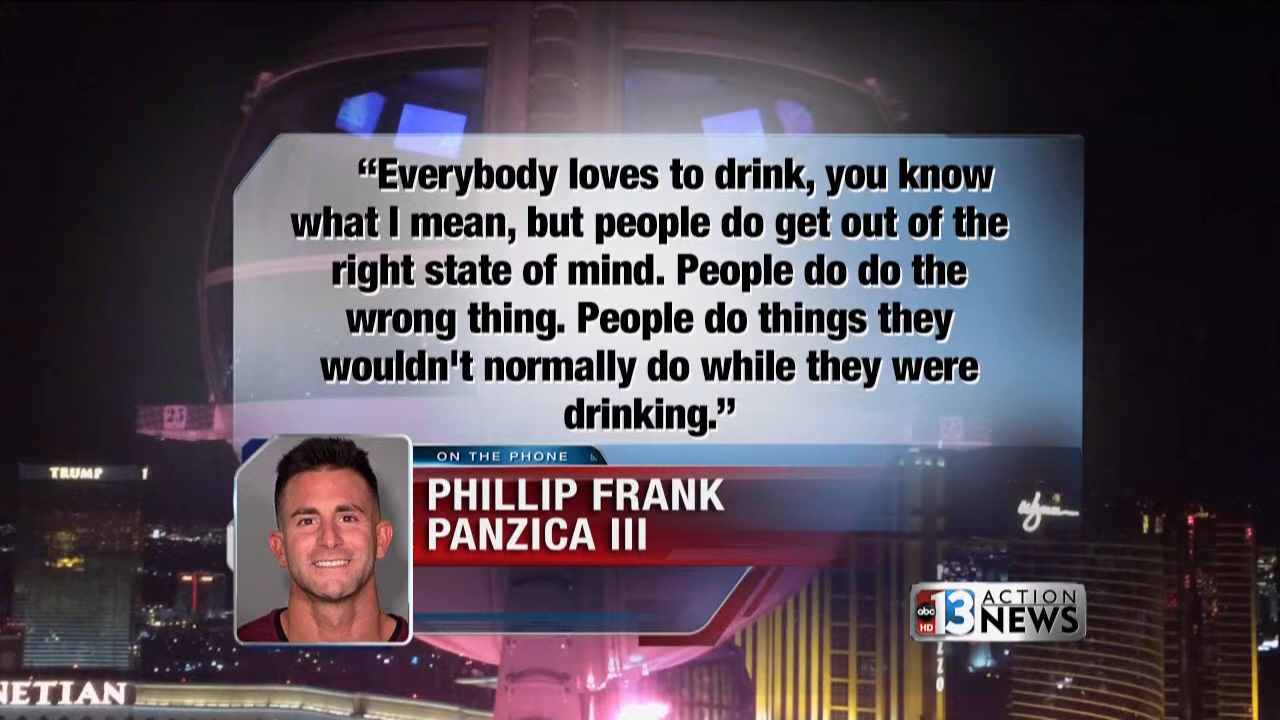 “Everybody loves to drink, you know
what I mean, but people do get out of the
right state of mind. People do do the
wrong thing. People do things they
wouldn't normally do while they were
drinking.”
25
ON THE PHONE
TRUMP
PHILLIP FRANK
PANZICA III
wynn
abc
HD
13
ACTION
NEWS
NETIAN